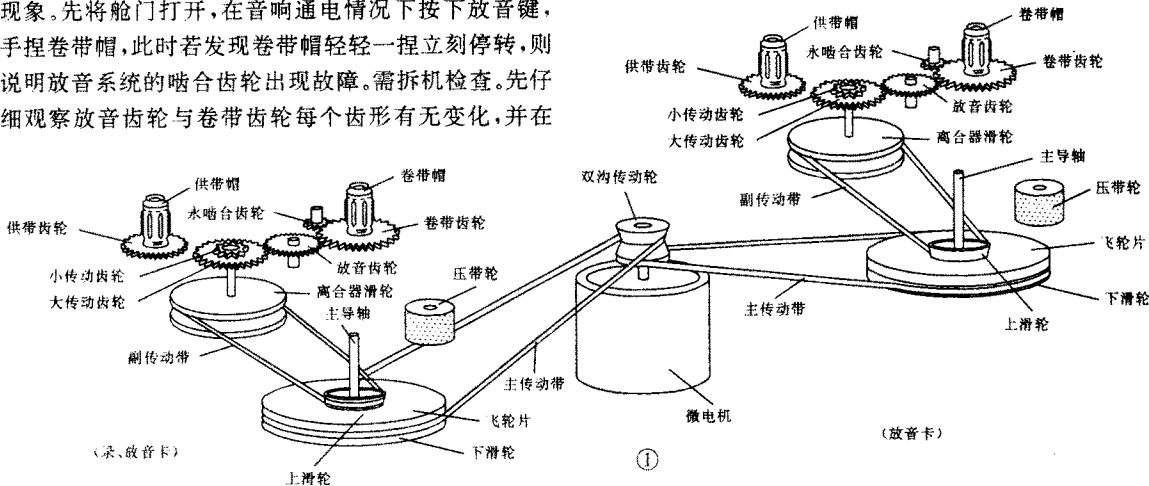 现象。先将舱门打开,在音响通电情况下按下放音键,
手捏卷带帽,此时若发现卷带帽轻轻一捏立刻停转,则
说明放音系统的啮合齿轮出现故障。需拆机检查。先仔
细观察放音齿轮与卷带齿轮每个齿形有无变化,并在
供带帽
卷带帽
永啮合齿轮
供带齿轮
卷带齿轮
小传动齿轮
放音齿轮
大传动齿轮
离合器滑轮
主导轴
副传动带
压带轮
飞轮片
下滑轮
主传动带
上滑轮
(放音卡)
双沟传动轮
微电机
供带帽
卷带帽
永啮合齿轮
供带齿轮
卷带齿轮
小传动齿轮
放音齿轮
大传动齿轮
离合器滑轮
压带轮
主导轴
副传动带
主传动带
飞轮片
下滑轮
上滑轮
(录、放音卡)
①